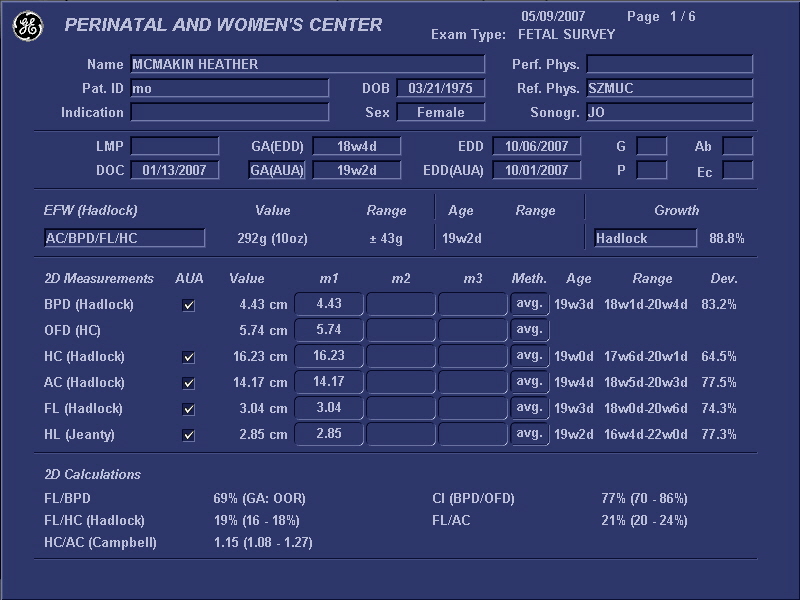 05/09/2007 Page 1 / 6
PERINATAL AND WOMEN'S CENTER
Exam Type: FETAL SURVEY
Name MCMAKIN HEATHER Perf. Phys.
Pat. ID mo DOB 03/21/1975 Ref. Phys. SZMUC
Indication Sex Female Sonogr. JO
LMP GA(EDD) 18w4d EDD 10/06/2007 G Ab
DOC 01/13/2007 GA(AUA) 19w2d EDD(AUA) 10/01/2007 P Ec
EFW (Hadlock) Value Range Age Range Growth
AC/BPD/FL/HC 292g (10oz) ± 43g 19w2d Hadlock 88.8%
2D Measurements AUA Value m1 m2 m3 Meth. Age Range Dev.
BPD (Hadlock) 4.43 cm 4.43 avg. 19w3d 18w1d-20w4d 83.2%
OFD (HC) 5.74 cm 5.74 avg.
HC (Hadlock) 16.23 cm 16.23 avg. 19w0d 17w6d-20w1d 64.5%
AC (Hadlock) 14.17 cm 14.17 avg. 19w4d 18w5d-20w3d 77.5%
FL (Hadlock) 3.04 cm 3.04 avg. 19w3d 18w0d-20w6d 74.3%
HL (Jeanty) 2.85 cm 2.85 avg. 19w2d 16w4d-22w0d 77.3%
2D Calculations
FL/BPD 69% (GA: OOR) CI (BPD/OFD) 77% (70 - 86%)
FL/HC (Hadlock) 19% (16 - 18%) FL/AC 21% (20 - 24%)
HC/AC (Campbell) 1.15 (1.08 - 1.27)